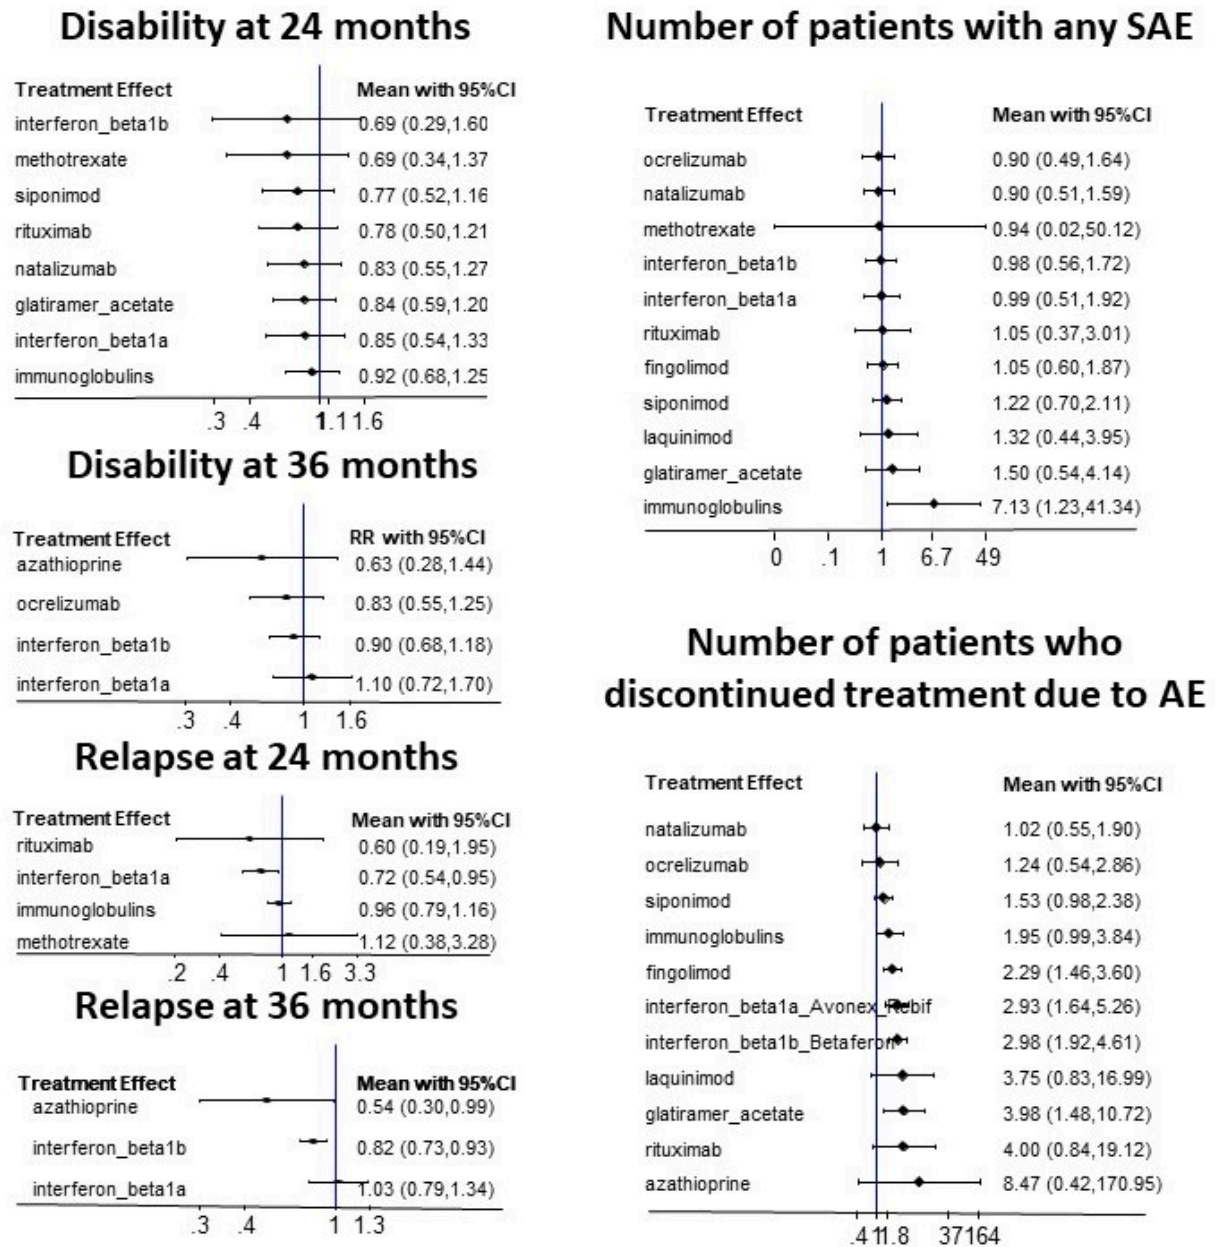 Disability at 24 months
Treatment Effect Mean with 95%CI
interferon_beta1b 0.69 (0.29,1.60
methotrexate 0.69 (0.34,1.37
siponimod 0.77 (0.52,1.16
rituximab 0.78 (0.50,1.21
natalizumab 0.83 (0.55,1.27
glatiramer_acetate 0.84 (0.59,1.20
interferon_beta1a 0.85 (0.54,1.33
immunoglobulins 0.92 (0.68,1.25
.3 .4 1 1.1 1.6
Disability at 36 months
Treatment Effect RR with 95%CI
azathioprine 0.63 (0.28,1.44)
ocrelizumab 0.83 (0.55,1.25)
interferon_beta1b 0.90 (0.68,1.18)
interferon_beta1a 1.10 (0.72,1.70)
.3 .4 1 1.6
Relapse at 24 months
Treatment Effect Mean with 95%CI
rituximab 0.60 (0.19,1.95)
interferon_beta1a 0.72 (0.54,0.95)
immunoglobulins 0.96 (0.79,1.16)
methotrexate 1.12 (0.38,3.28)
.2 .4 1 1.6 3.3
Relapse at 36 months
Treatment Effect Mean with 95%CI
azathioprine 0.54 (0.30,0.99)
interferon_beta1b 0.82 (0.73,0.93)
interferon_beta1a 1.03 (0.79,1.34)
.3 .4 1 1.3
Number of patients with any SAE
Treatment Effect Mean with 95%CI
ocrelizumab 0.90 (0.49,1.64)
natalizumab 0.90 (0.51,1.59)
methotrexate 0.94 (0.02,50.12)
interferon_beta1b 0.98 (0.56,1.72)
interferon_beta1a 0.99 (0.51,1.92)
rituximab 1.05 (0.37,3.01)
fingolimod 1.05 (0.60,1.87)
siponimod 1.22 (0.70,2.11)
laquinimod 1.32 (0.44,3.95)
glatiramer_acetate 1.50 (0.54,4.14)
immunoglobulins 7.13 (1.23,41.34)
0 .1 1 6.7 49
Number of patients who
discontinued treatment due to AE
Treatment Effect Mean with 95%CI
natalizumab 1.02 (0.55,1.90)
ocrelizumab 1.24 (0.54,2.86)
siponimod 1.53 (0.98,2.38)
immunoglobulins 1.95 (0.99,3.84)
fingolimod 2.29 (1.46,3.60)
interferon_beta1a_Avonex_Rebif 2.93 (1.64,5.26)
interferon_beta1b_Betaferon 2.98 (1.92,4.61)
laquinimod 3.75 (0.83,16.99)
glatiramer_acetate 3.98 (1.48,10.72)
rituximab 4.00 (0.84,19.12)
azathioprine 8.47 (0.42,170.95)
.4 1 1.8 37 164